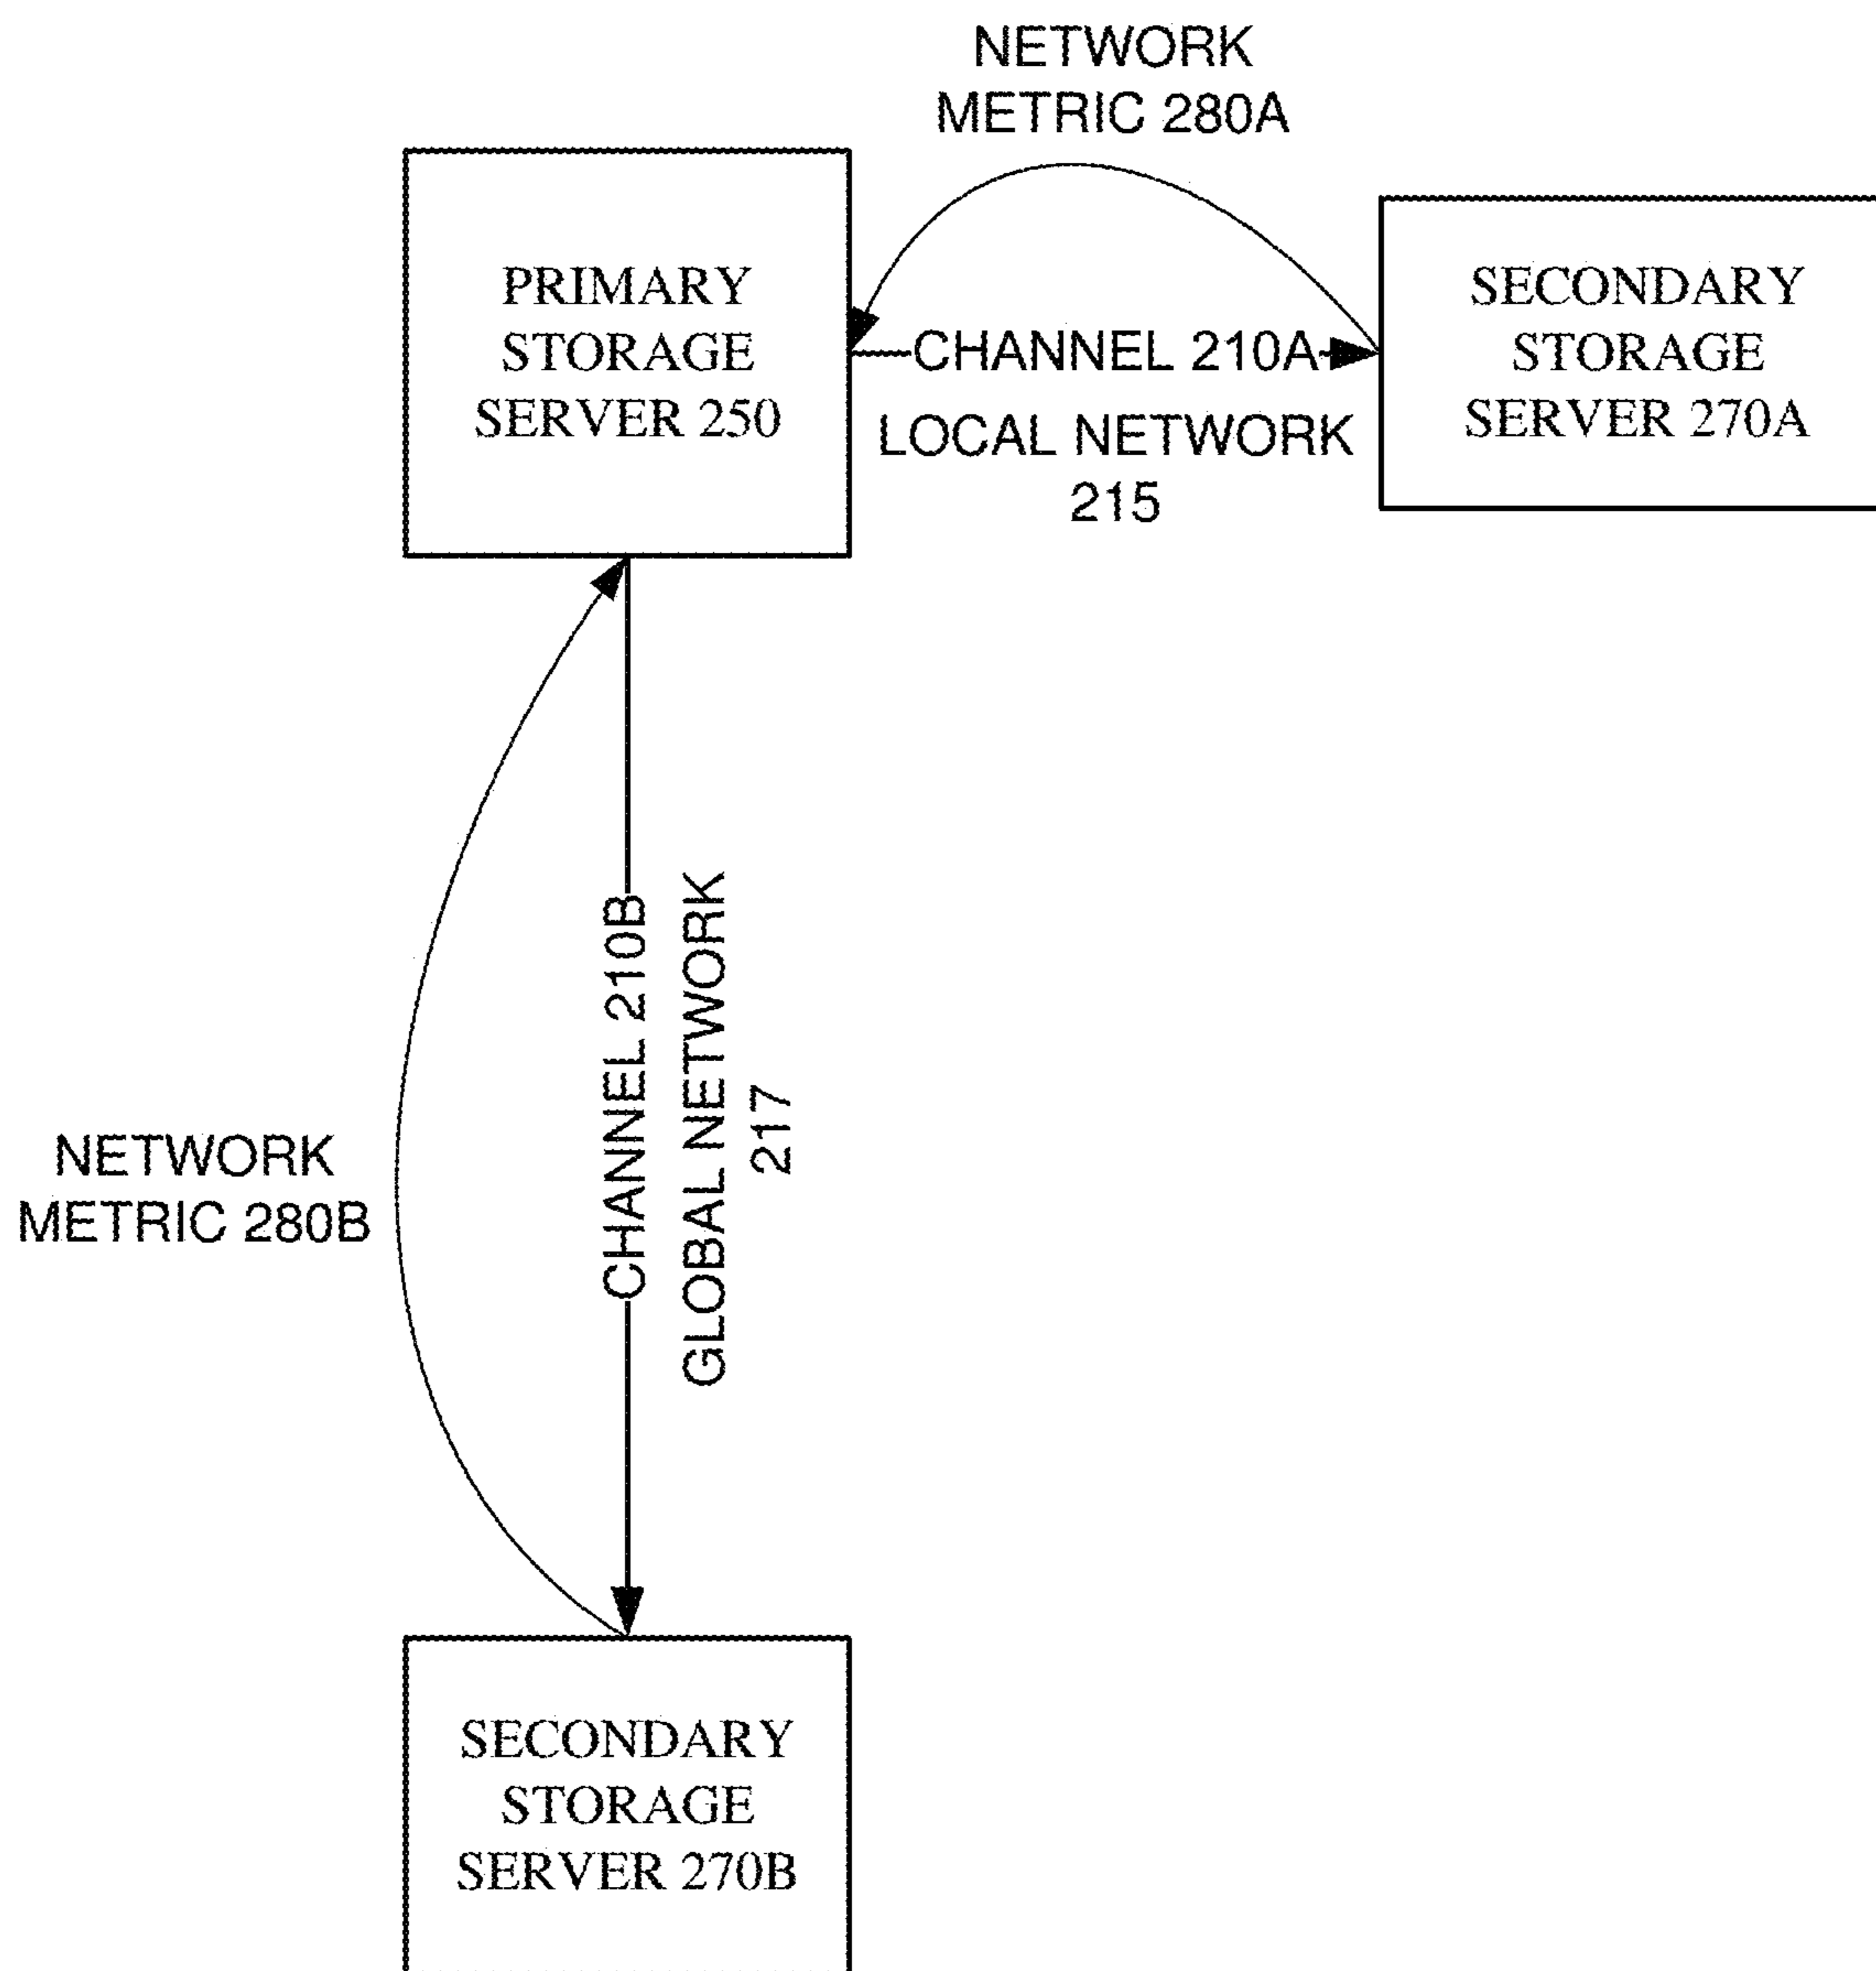 NETWORK
METRIC 280A
PRIMARY
STORAGE
SERVER 250
CHANNEL 210A
LOCAL NETWORK
215
SECONDARY
STORAGE
SERVER 270A
NETWORK
METRIC 280B
CHANNEL 210B
GLOBAL NETWORK
217
SECONDARY
STORAGE
SERVER 270B